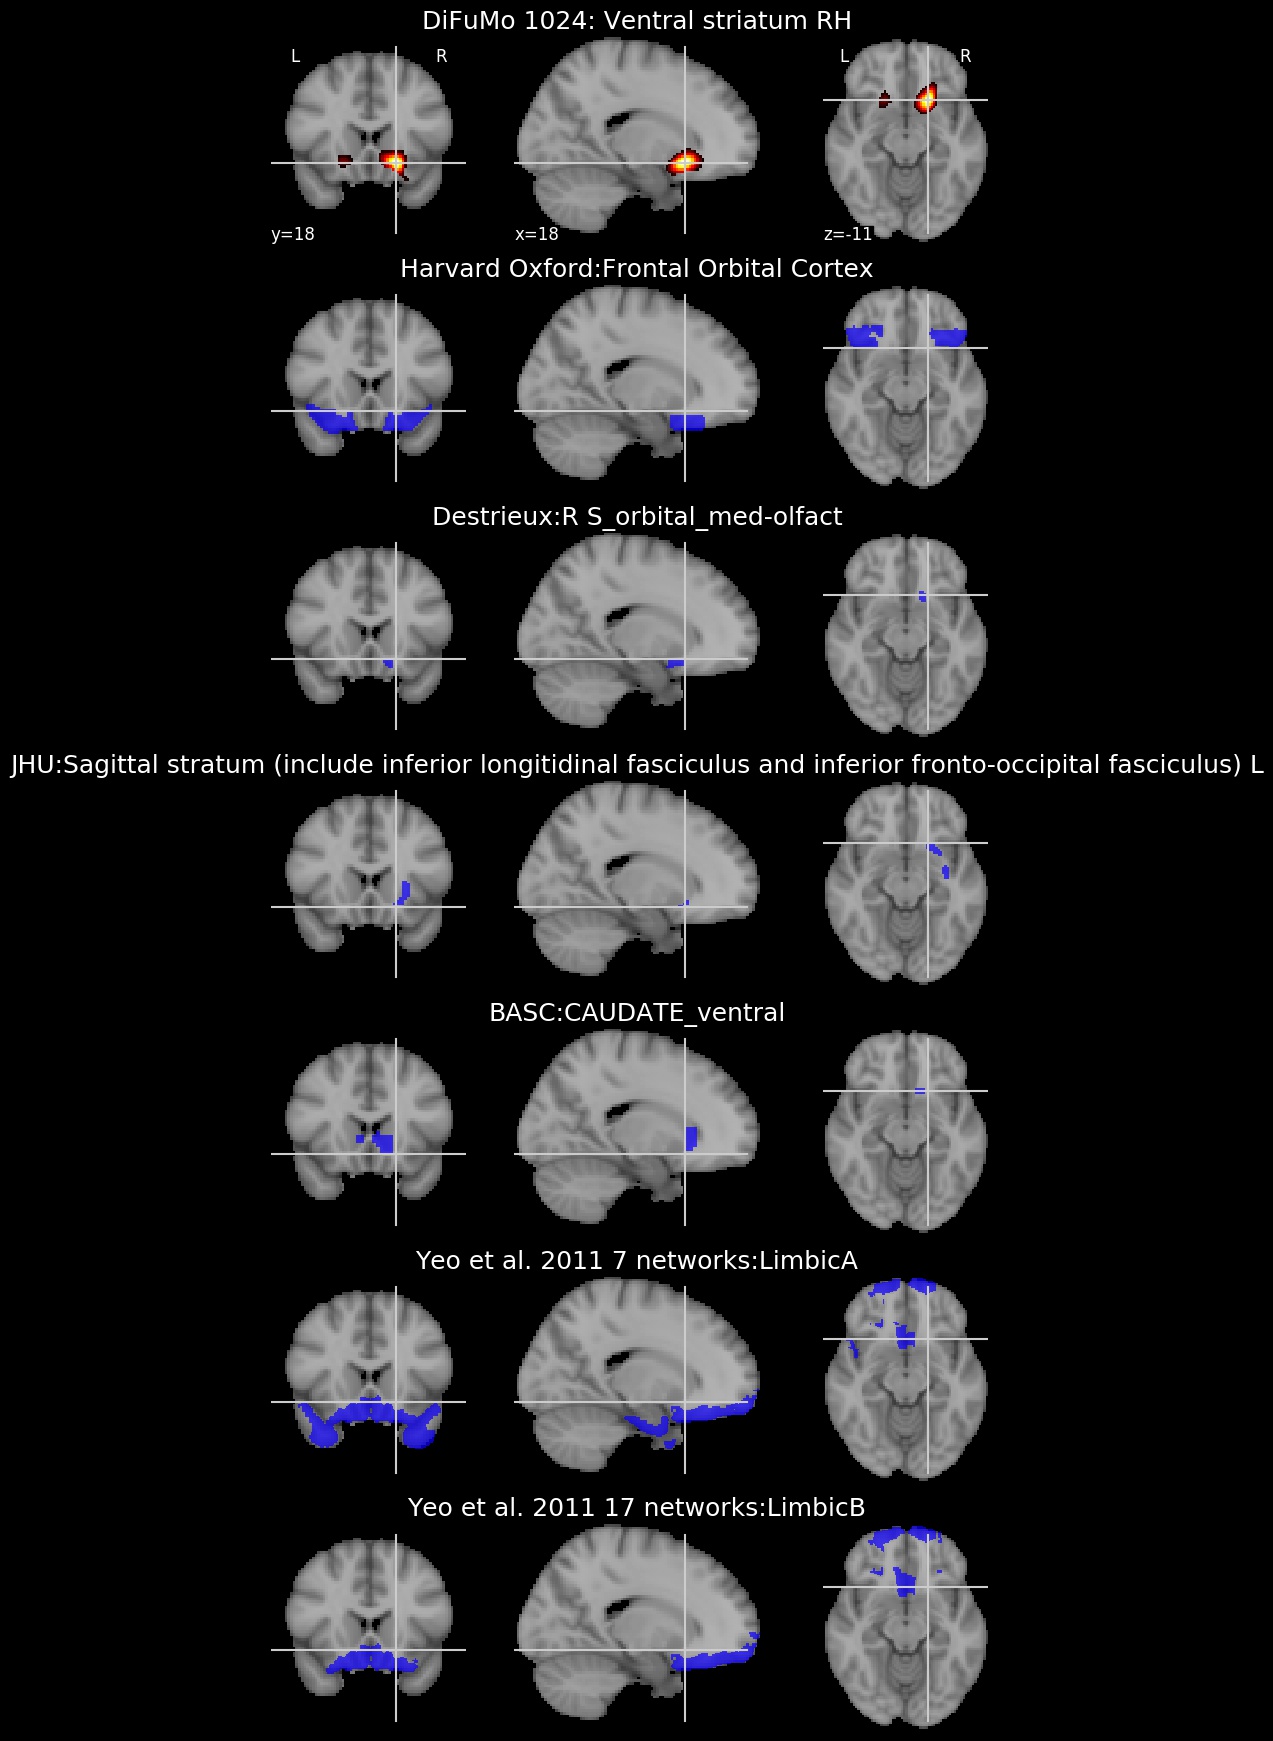 DiFuMo 1024: Ventral striatum RH
L R L R
y=18 x=18 z=-11
Harvard Oxford:Frontal Orbital Cortex
Destrieux:R S_orbital_med-olfact
JHU:Sagittal stratum (include inferior longitidinal fasciculus and inferior fronto-occipital fasciculus) L
BASC:CAUDATE_ventral
Yeo et al. 2011 7 networks:LimbicA
Yeo et al. 2011 17 networks:LimbicB